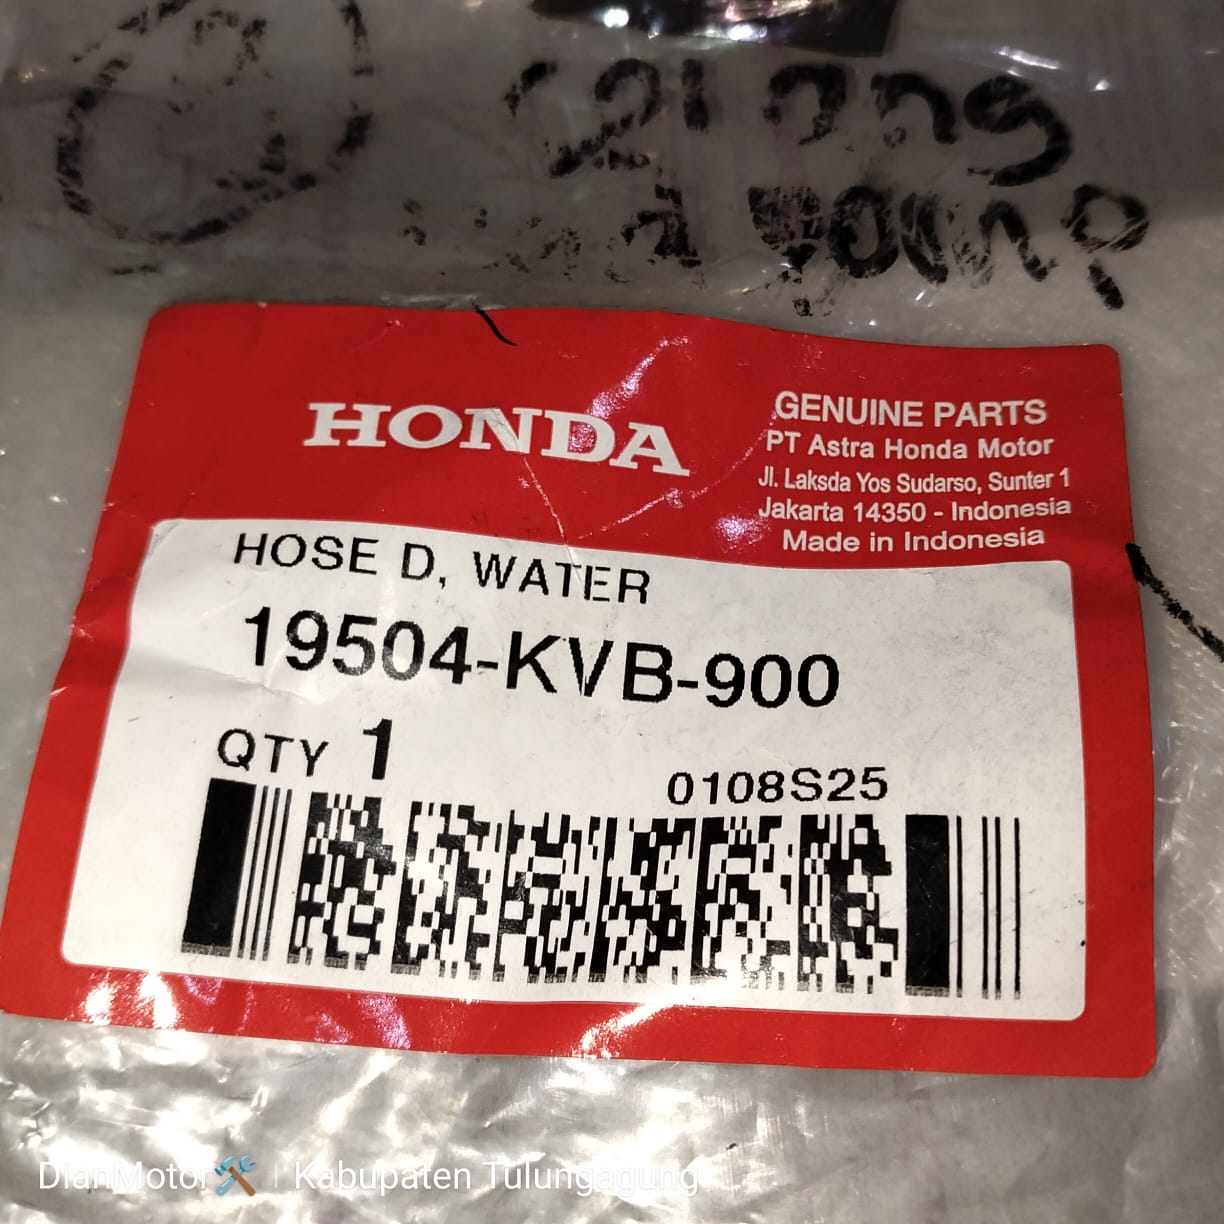 HONDA
GENUINE PARTS
PT Astra Honda Motor
Jl. Laksda Yos Sudarso, Sunter 1
Jakarta 14350 - Indonesia
Made in Indonesia
HOSE D, WATER
19504-KVB-900
QTY 1
0108S25
DianMotor🛠️ | Kabupaten Tulungagung